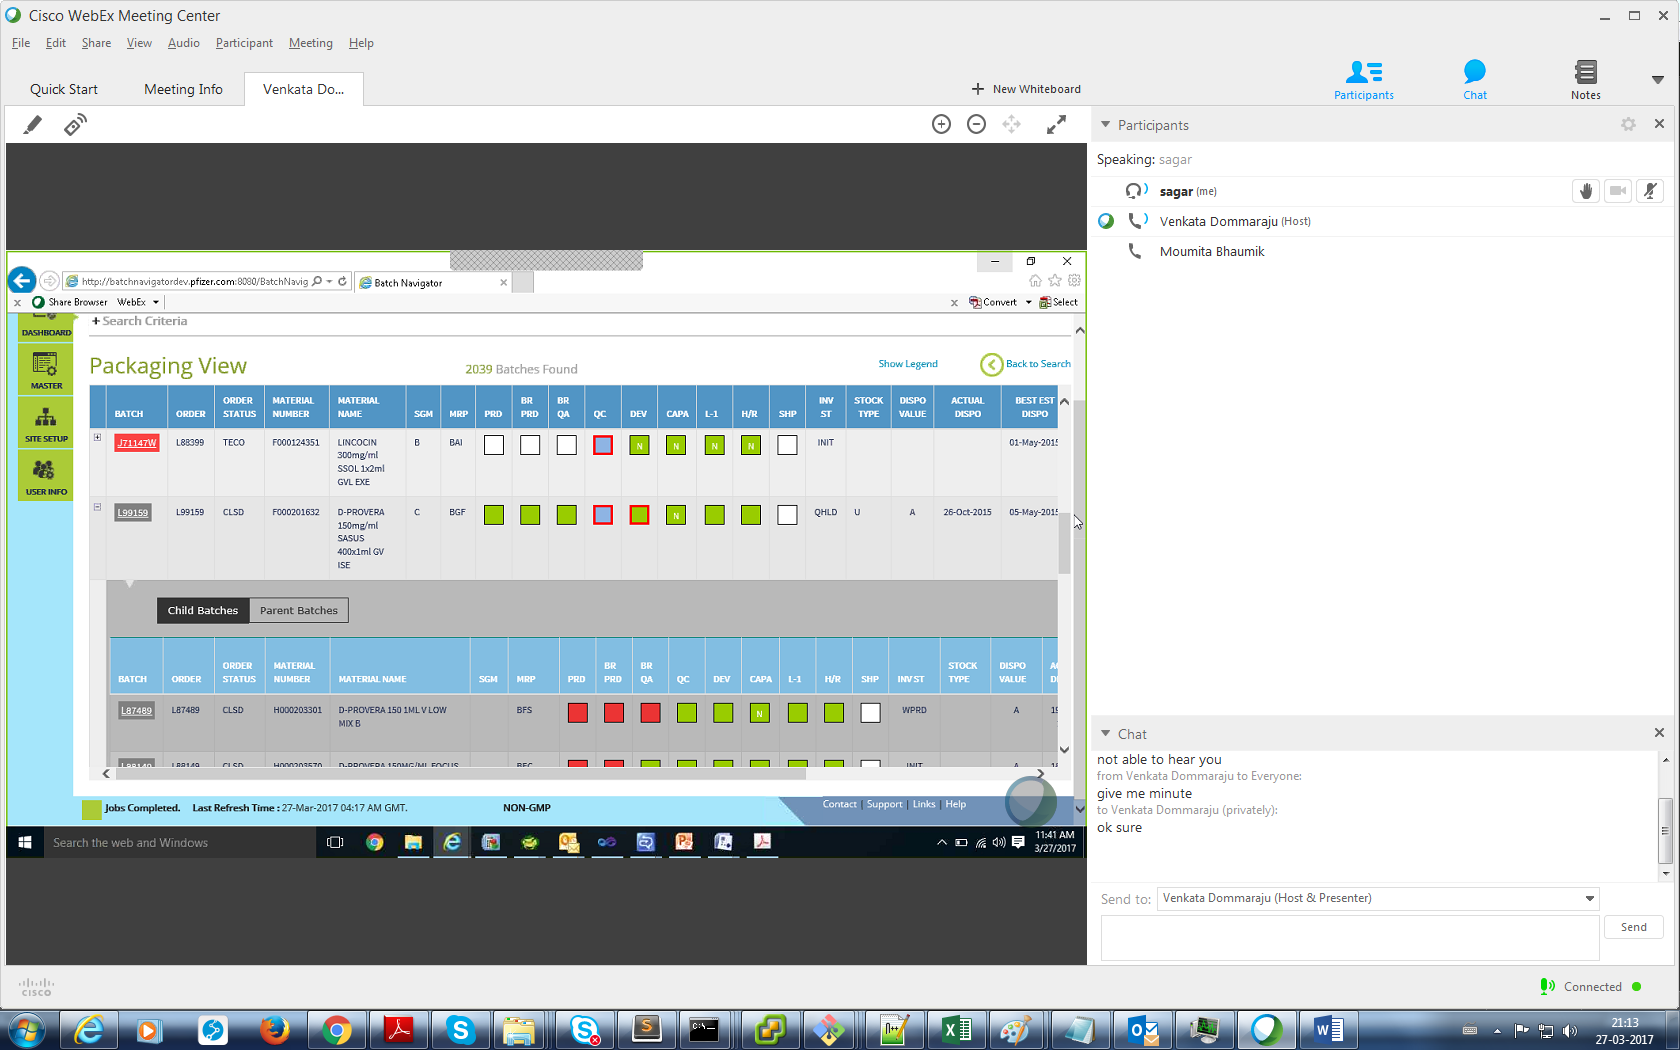 Cisco WebEx Meeting Center
File Edit Share View Audio Participant Meeting Help
Quick Start Meeting Info Venkata Do... New Whiteboard
Participants Chat Notes
Participants
Speaking: sagar
sagar (me)
Venkata Dommaraju (Host)
Moumita Bhaumik
http://batchnavigatordev.pfizer.com:8080/BatchNavig Batch Navigator
x Share Browser WebEx x Convert Select
DASHBOARD
MASTER
SITE SETUP
USER INFO
+ Search Criteria
Packaging View 2039 Batches Found Show Legend Back to Search
BATCH ORDER ORDER STATUS MATERIAL NUMBER MATERIAL NAME SGM MRP PRD BR PRD BR QA QC DEV CAPA L-1 H/R SHP INV ST STOCK TYPE DISPO VALUE ACTUAL DISPO BEST EST DISPO
J71147W L88399 TECO F000124351 LINCOCIN B BAI N N N N INIT 01-May-2015
300mg/ml
SSOL 1x2ml
GVL EXE
L99159 L99159 CLSD F000201632 D-PROVERA C BGF N QHLD U A 26-Oct-2015 05-May-2015
150mg/ml
SASUS
400x1ml GV
ISE
Child Batches Parent Batches
BATCH ORDER ORDER STATUS MATERIAL NUMBER MATERIAL NAME SGM MRP PRD BR PRD BR QA QC DEV CAPA L-1 H/R SHP INV ST STOCK TYPE DISPO VALUE
L87489 L87489 CLSD H000203301 D-PROVERA 150 1ML V LOW BFS N WPRD A 19
MIX B
L98149 L88149 CLSD H000203570 D-PROVERA 150MG/ML FOCUS BFC INIT A
Jobs Completed. Last Refresh Time : 27-Mar-2017 04:17 AM GMT. NON-GMP Contact | Support | Links | Help
Search the web and Windows
11:41 AM
3/27/2017
Chat
not able to hear you
from Venkata Dommaraju to Everyone:
give me minute
to Venkata Dommaraju (privately):
ok sure
Send to: Venkata Dommaraju (Host & Presenter)
Send
cisco
Connected
21:13
27-03-2017